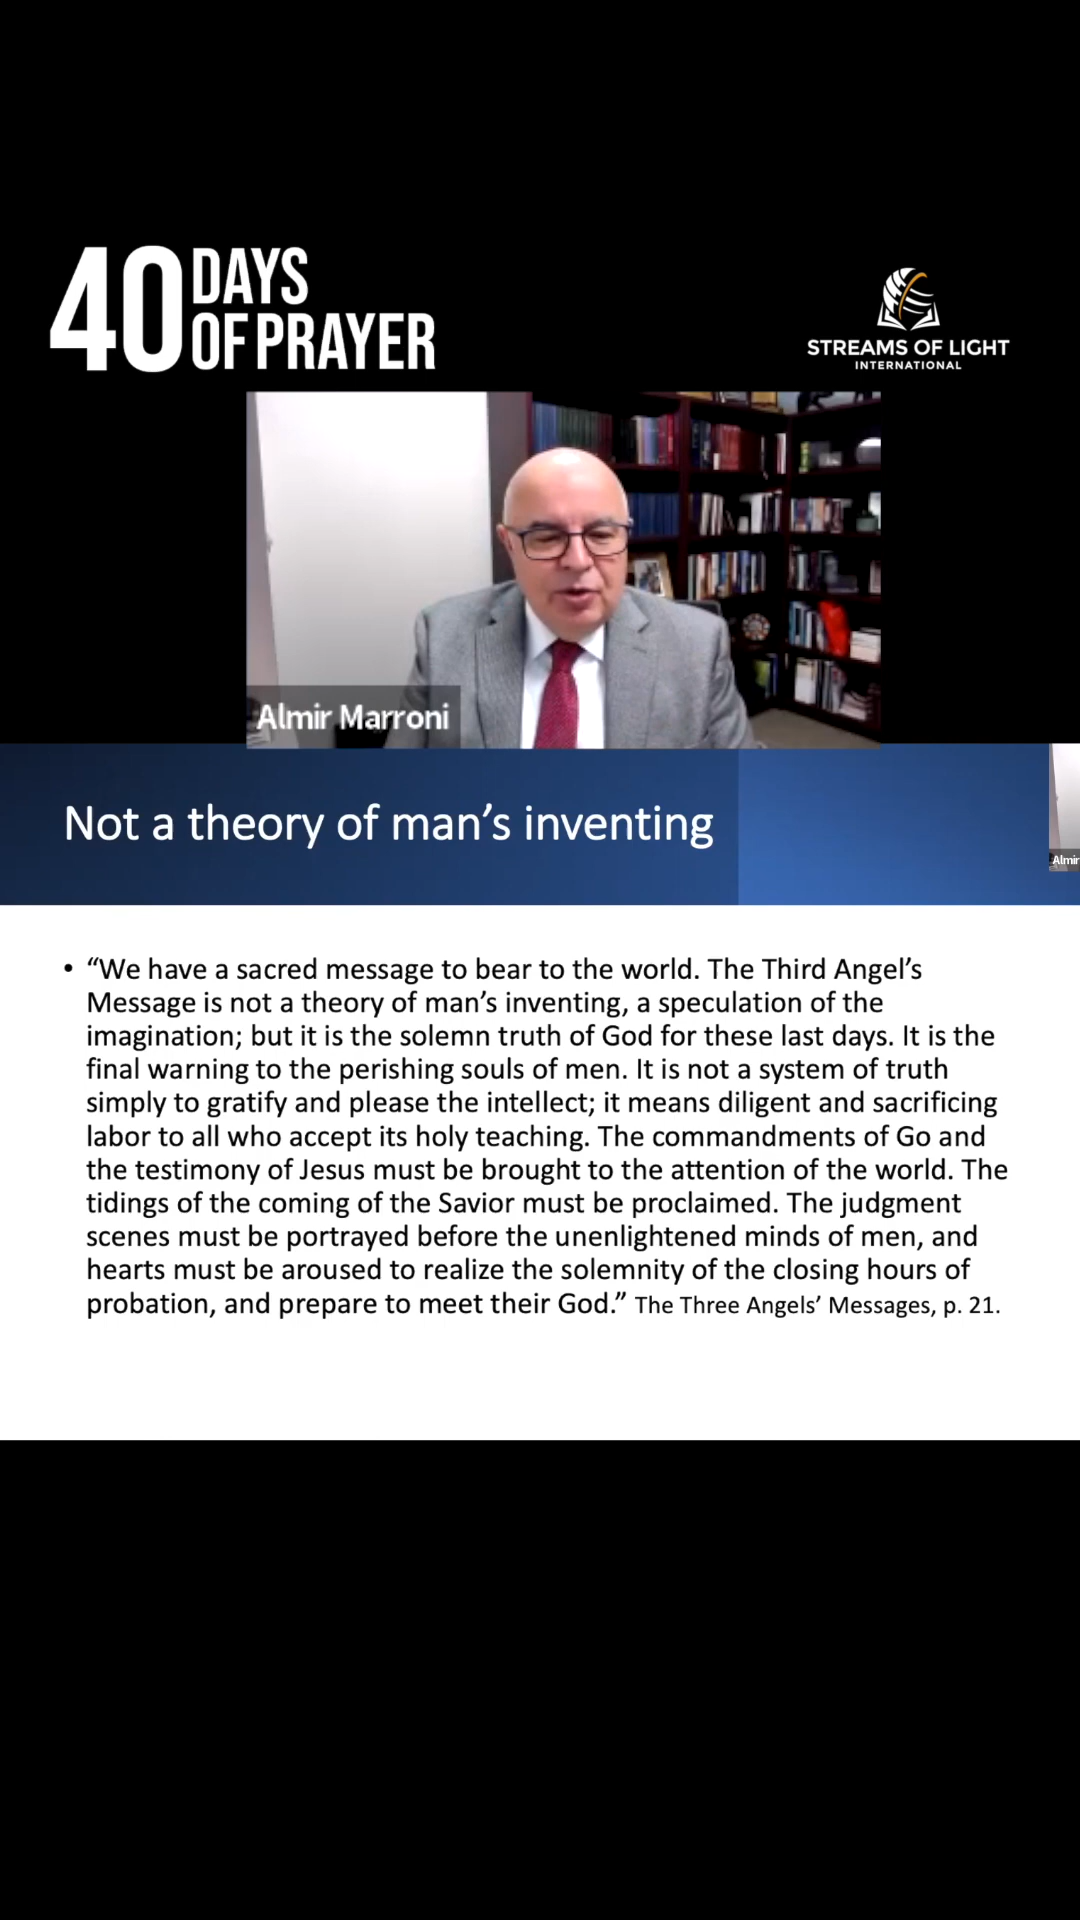 40 DAYS
OF PRAYER
STREAMS OF LIGHT
INTERNATIONAL
Almir Marroni
Not a theory of man’s inventing
Almir
• “We have a sacred message to bear to the world. The Third Angel’s
Message is not a theory of man’s inventing, a speculation of the
imagination; but it is the solemn truth of God for these last days. It is the
final warning to the perishing souls of men. It is not a system of truth
simply to gratify and please the intellect; it means diligent and sacrificing
labor to all who accept its holy teaching. The commandments of Go and
the testimony of Jesus must be brought to the attention of the world. The
tidings of the coming of the Savior must be proclaimed. The judgment
scenes must be portrayed before the unenlightened minds of men, and
hearts must be aroused to realize the solemnity of the closing hours of
probation, and prepare to meet their God.” The Three Angels’ Messages, p. 21.